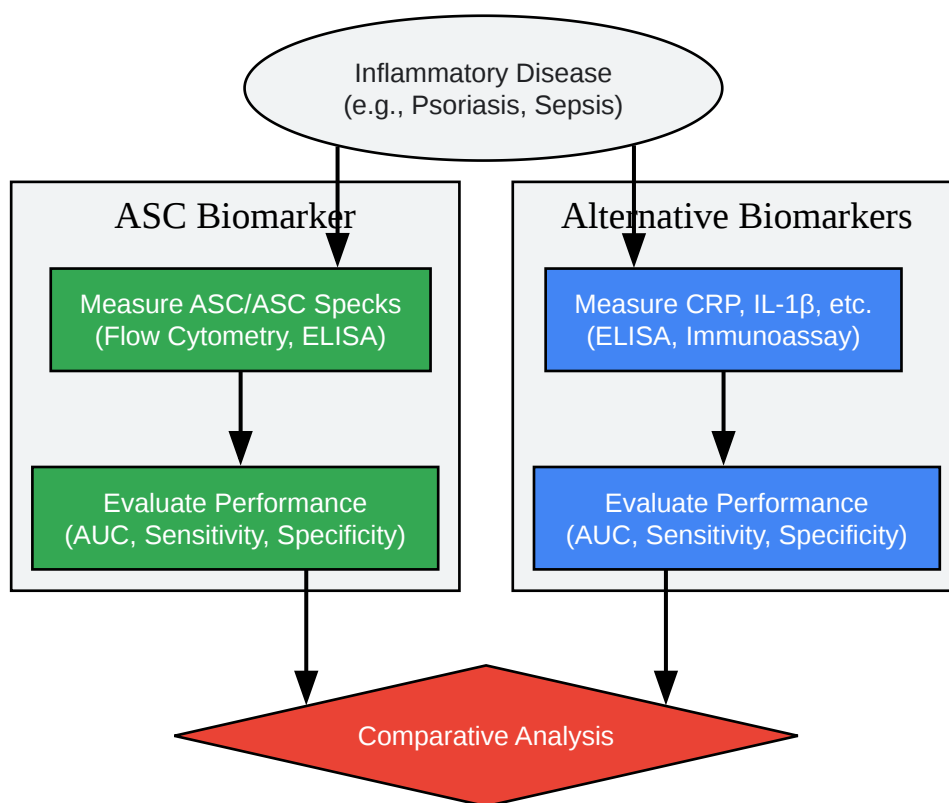 Inflammatory Disease
(e.g., Psoriasis, Sepsis)
ASC Biomarker
Measure ASC/ASC Specks
(Flow Cytometry, ELISA)
Evaluate Performance
(AUC, Sensitivity, Specificity)
Alternative Biomarkers
Measure CRP, IL-1β, etc.
(ELISA, Immunoassay)
Evaluate Performance
(AUC, Sensitivity, Specificity)
Comparative Analysis